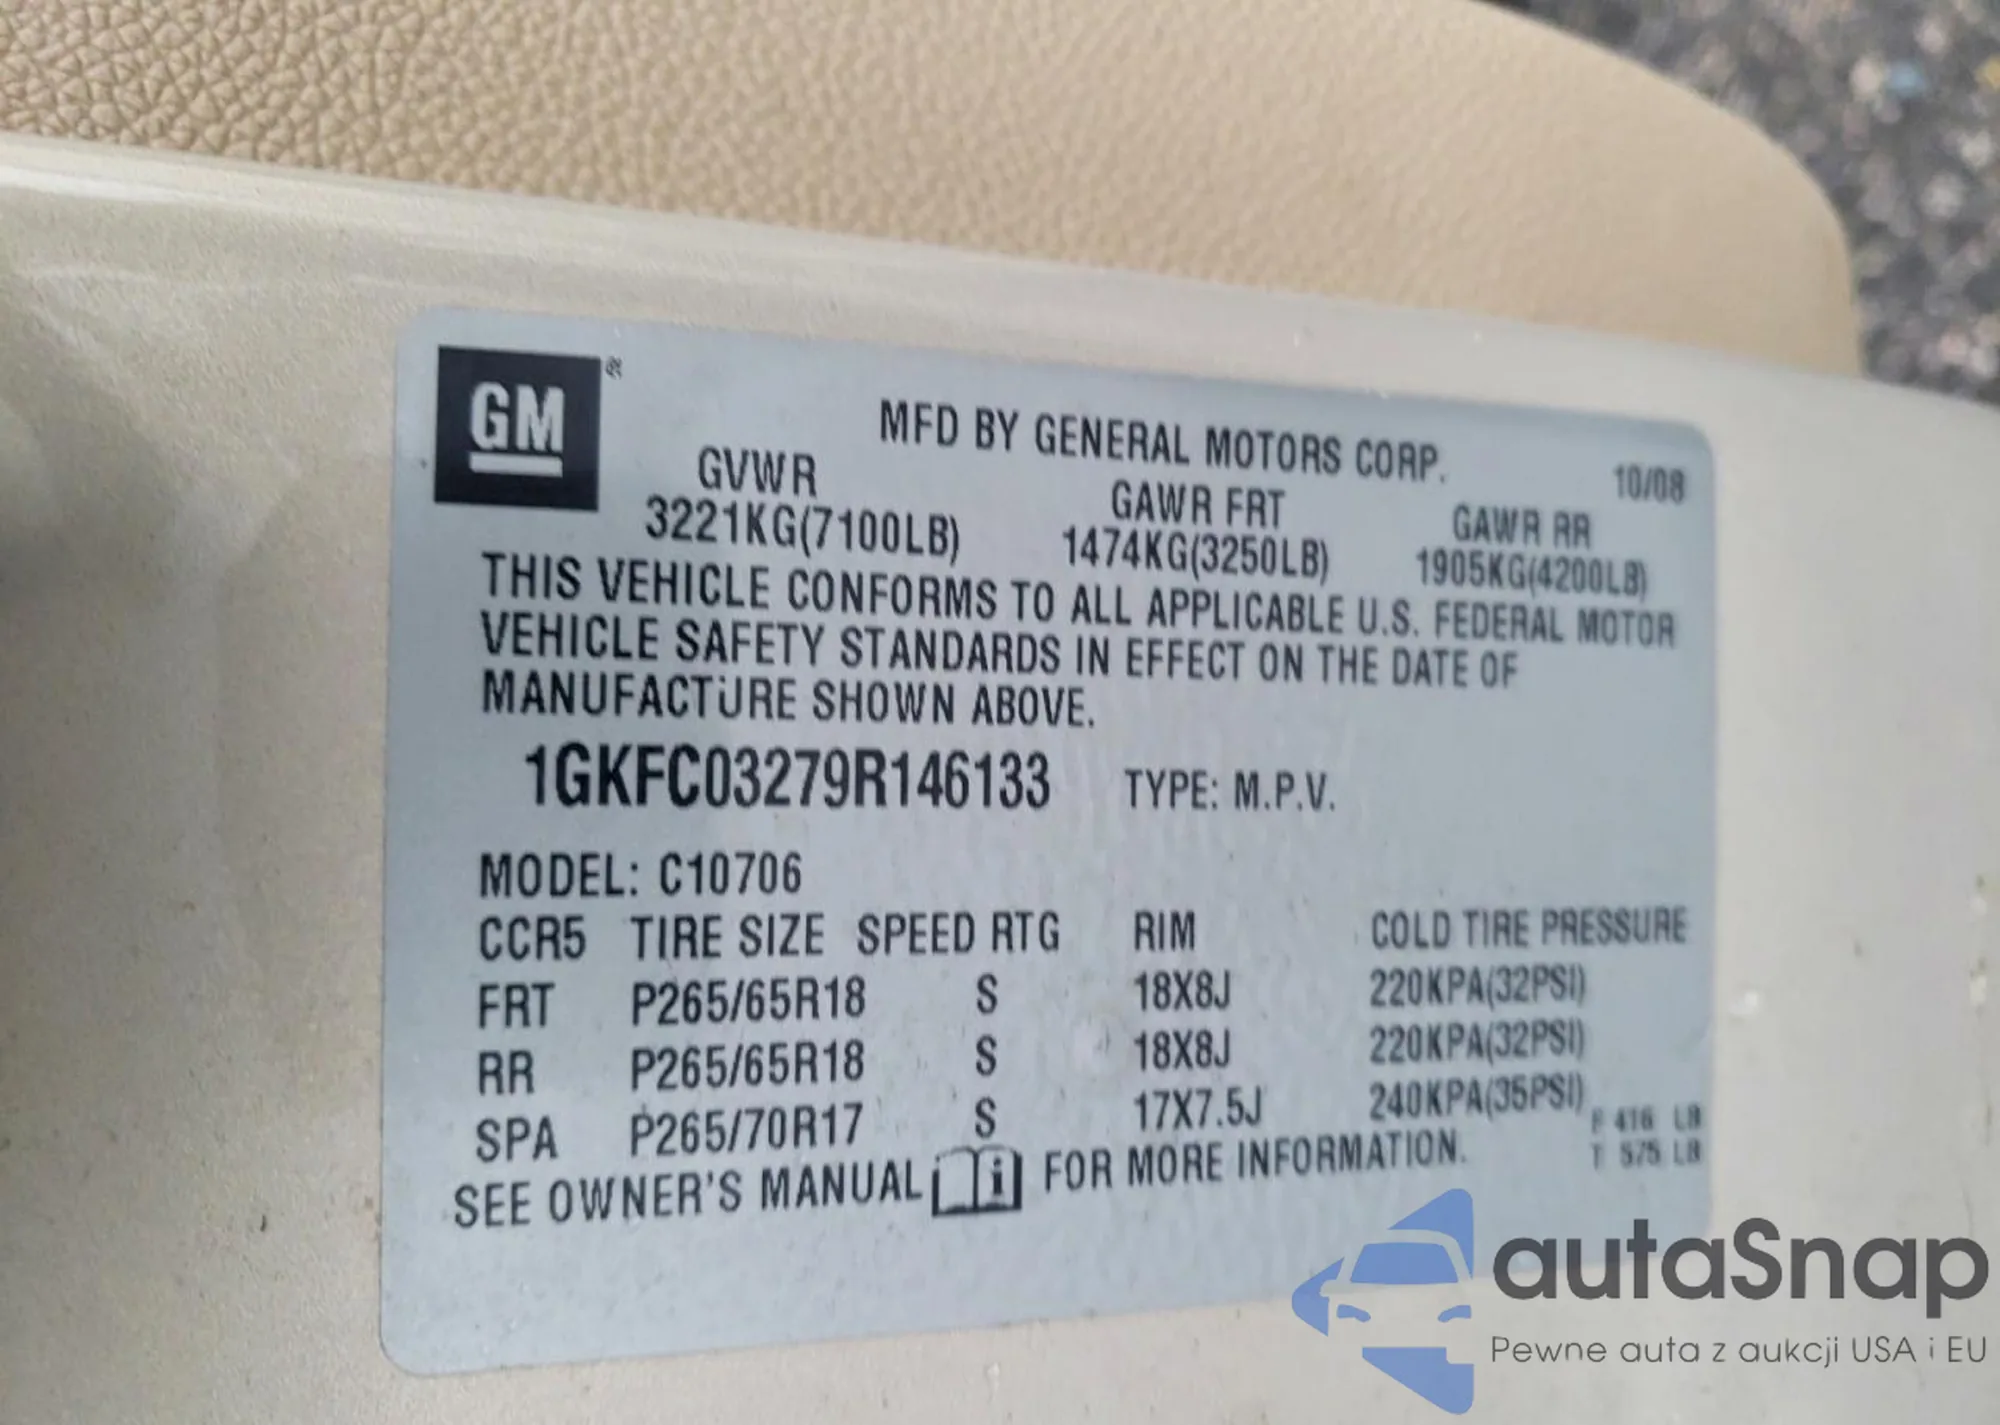 GM
MFD BY GENERAL MOTORS CORP. 10/08
GVWR GAWR FRT GAWR RR
3221KG(7100LB) 1474KG(3250LB) 1905KG(4200LB)
THIS VEHICLE CONFORMS TO ALL APPLICABLE U.S. FEDERAL MOTOR
VEHICLE SAFETY STANDARDS IN EFFECT ON THE DATE OF
MANUFACTURE SHOWN ABOVE.
1GKFC03279R146133 TYPE: M.P.V.
MODEL: C10706
CCR5 TIRE SIZE SPEED RTG RIM COLD TIRE PRESSURE
FRT P265/65R18 S 18X8J 220KPA(32PSI)
RR P265/65R18 S 18X8J 220KPA(32PSI)
SPA P265/70R17 S 17X7.5J 240KPA(35PSI)
F 416 LB
T 575 LB
SEE OWNER'S MANUAL i FOR MORE INFORMATION.
autaSnap
Pewne auta z aukcji USA i EU